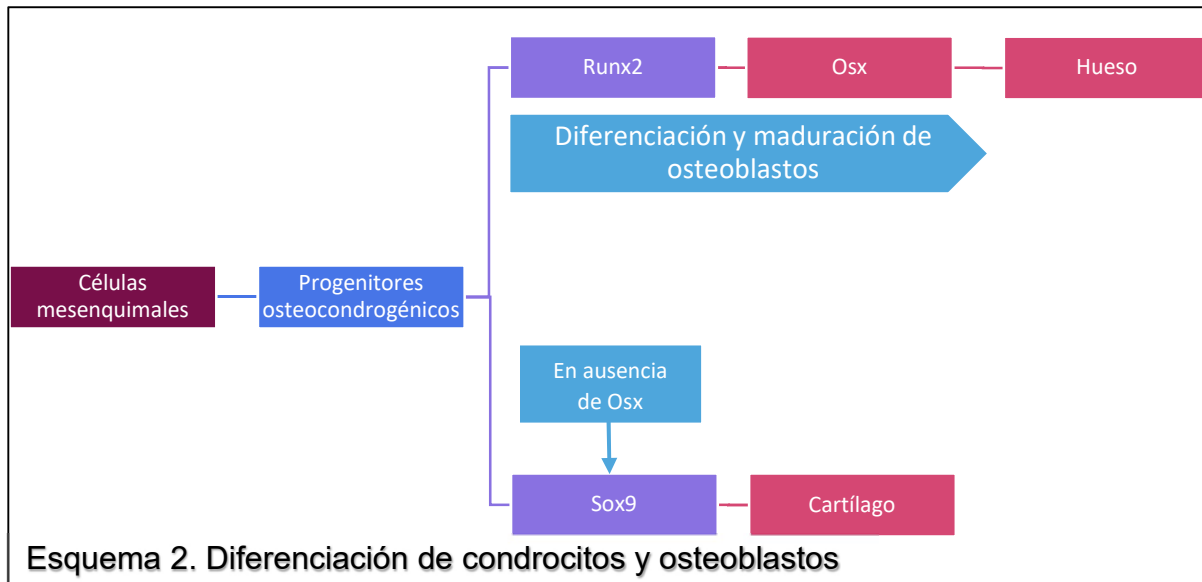 Runx2
Osx
Hueso
Diferenciación y maduración de
osteoblastos
Células
mesenquimales
Progenitores
osteocondrogénicos
En ausencia
de Osx
Sox9
Cartílago
Esquema 2. Diferenciación de condrocitos y osteoblastos